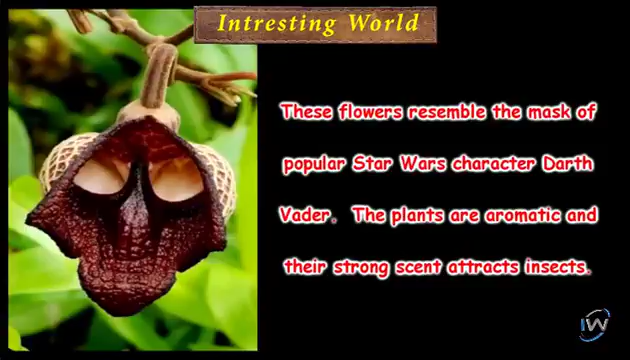 Intresting World
These flowers resemble the mask of
popular Star Wars character Darth
Vader.  The plants are aromatic and
their strong scent attracts insects.
IW